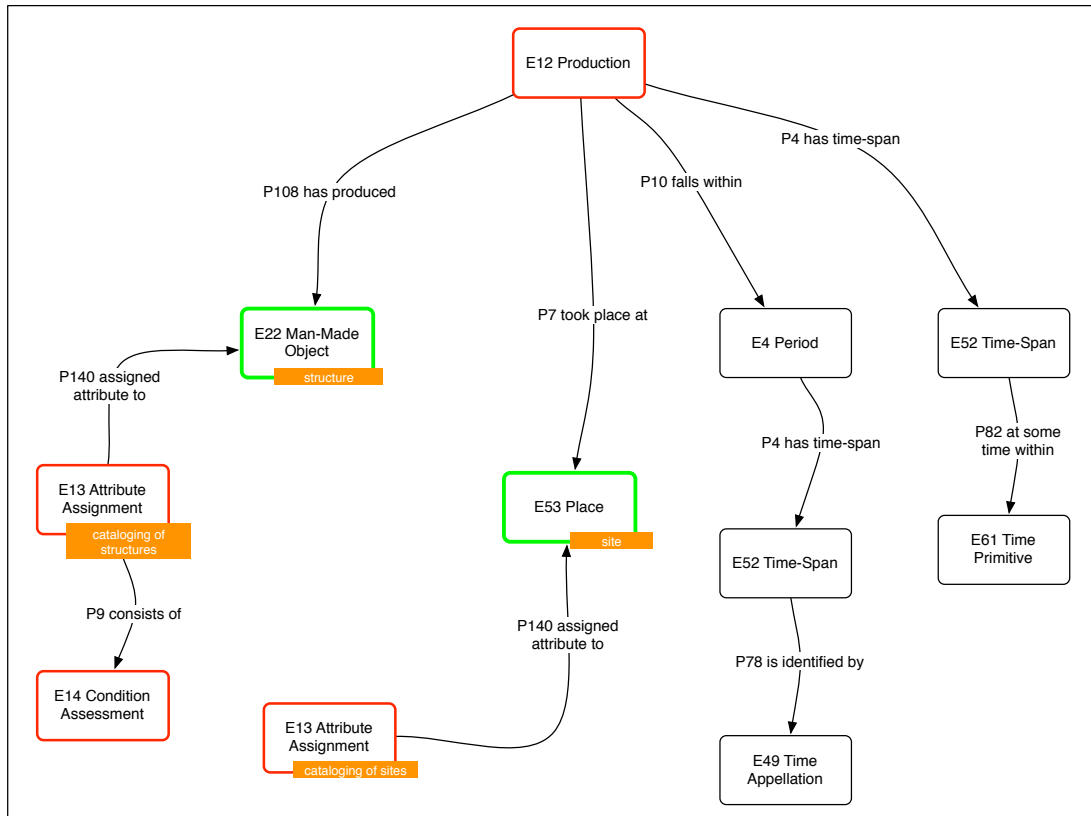 E12 Production
P4 has time-span
P108 has produced
P10 falls within
P7 took place at
E22 Man-Made
Object
structure
E4 Period
E52 Time-Span
P140 assigned
attribute to
P4 has time-span
P82 at some
time within
E13 Attribute
Assignment
cataloging of
structures
E53 Place
site
E52 Time-Span
E61 Time
Primitive
P9 consists of
P140 assigned
attribute to
P78 is identified by
E14 Condition
Assessment
E13 Attribute
Assignment
cataloging of sites
E49 Time
Appellation